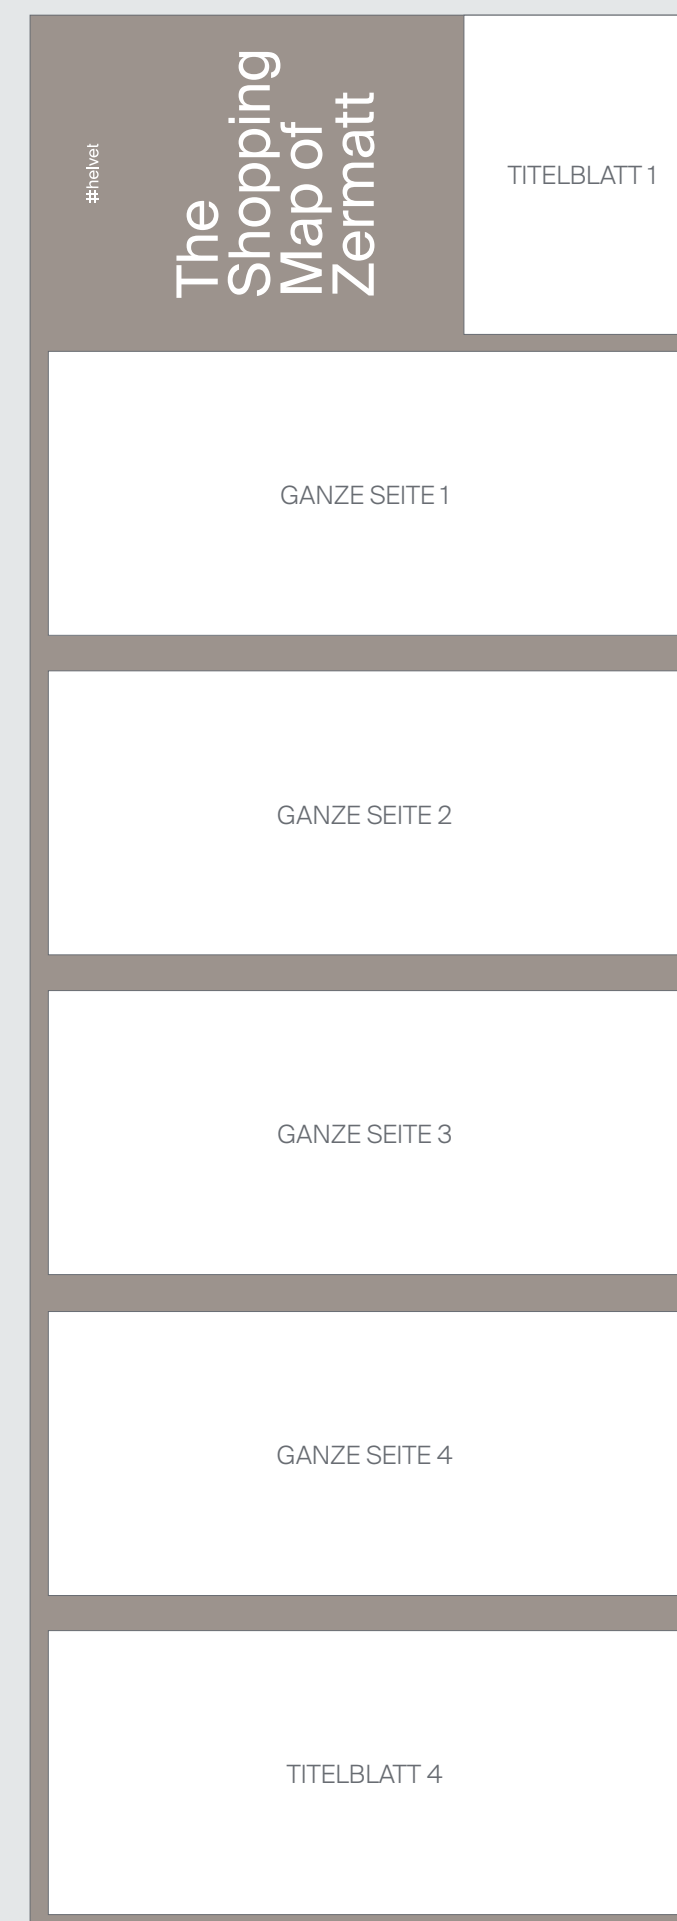 #helvet
The
Shopping
Map of
Zermatt
TITELBLATT 1
GANZE SEITE 1
GANZE SEITE 2
GANZE SEITE 3
GANZE SEITE 4
TITELBLATT 4